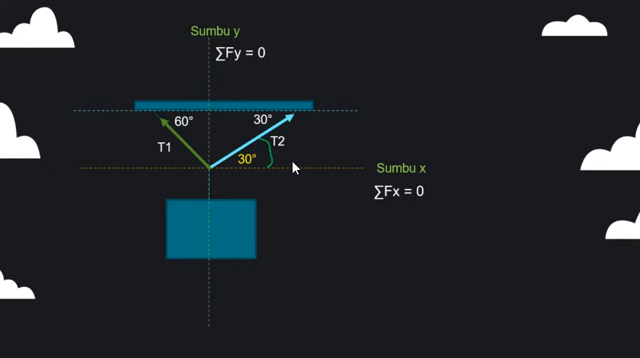 Sumbu y
∑Fy = 0
60°
30°
T1
T2
30°
Sumbu x
∑Fx = 0